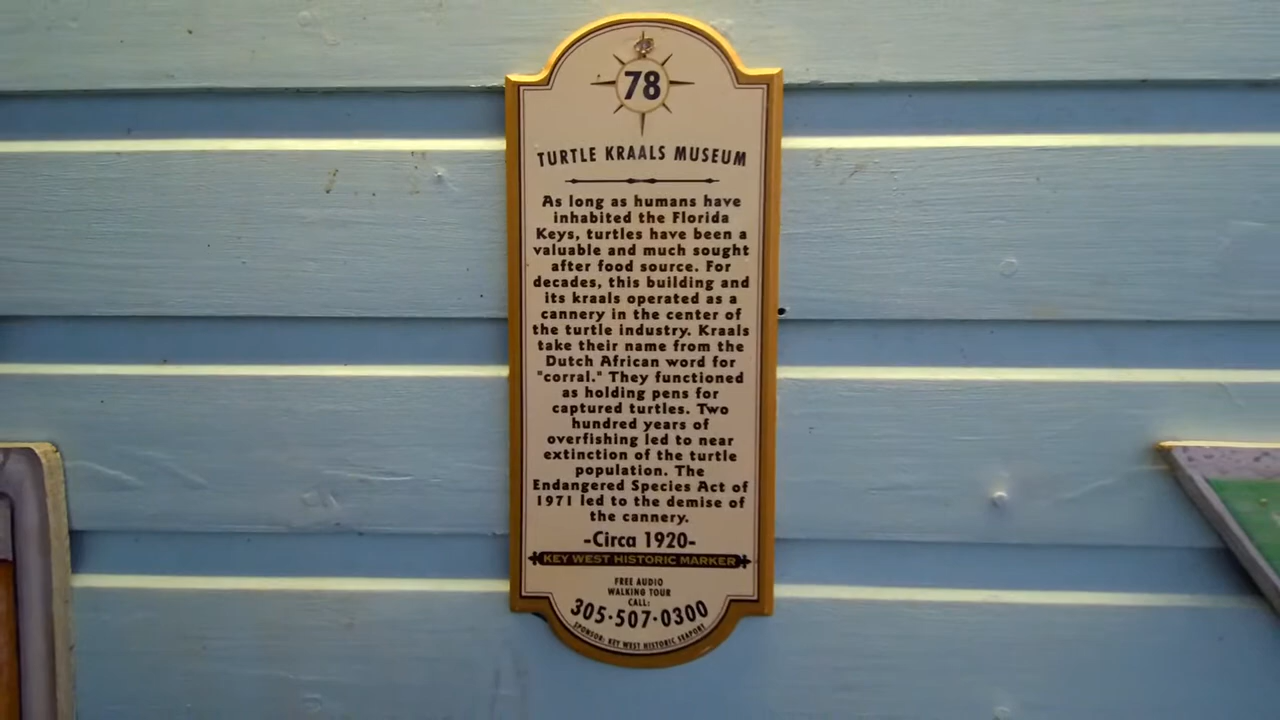 78
TURTLE KRAALS MUSEUM
As long as humans have
inhabited the Florida
Keys, turtles have been a
valuable and much sought
after food source. For
decades, this building and
its kraals operated as a
cannery in the center of
the turtle industry. Kraals
take their name from the
Dutch African word for
"corral." They functioned
as holding pens for
captured turtles. Two
hundred years of
overfishing led to near
extinction of the turtle
population. The
Endangered Species Act of
1971 led to the demise of
the cannery.
-Circa 1920-
KEY WEST HISTORIC MARKER
FREE AUDIO
WALKING TOUR
CALL:
305·507·0300
SPONSOR: KEY WEST HISTORIC SEAPORT